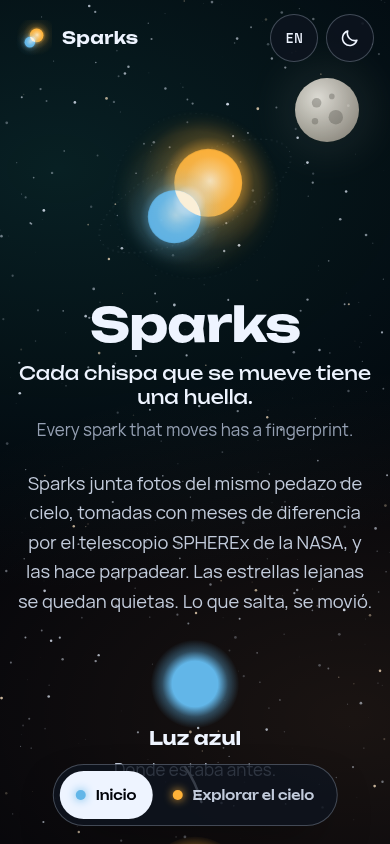 Sparks
EN
Sparks
Cada chispa que se mueve tiene
una huella.
Every spark that moves has a fingerprint.
Sparks junta fotos del mismo pedazo de
cielo, tomadas con meses de diferencia
por el telescopio SPHEREx de la NASA, y
las hace parpadear. Las estrellas lejanas
se quedan quietas. Lo que salta, se movió.
Luz azul
Donde estaba antes.
Inicio
Explorar el cielo